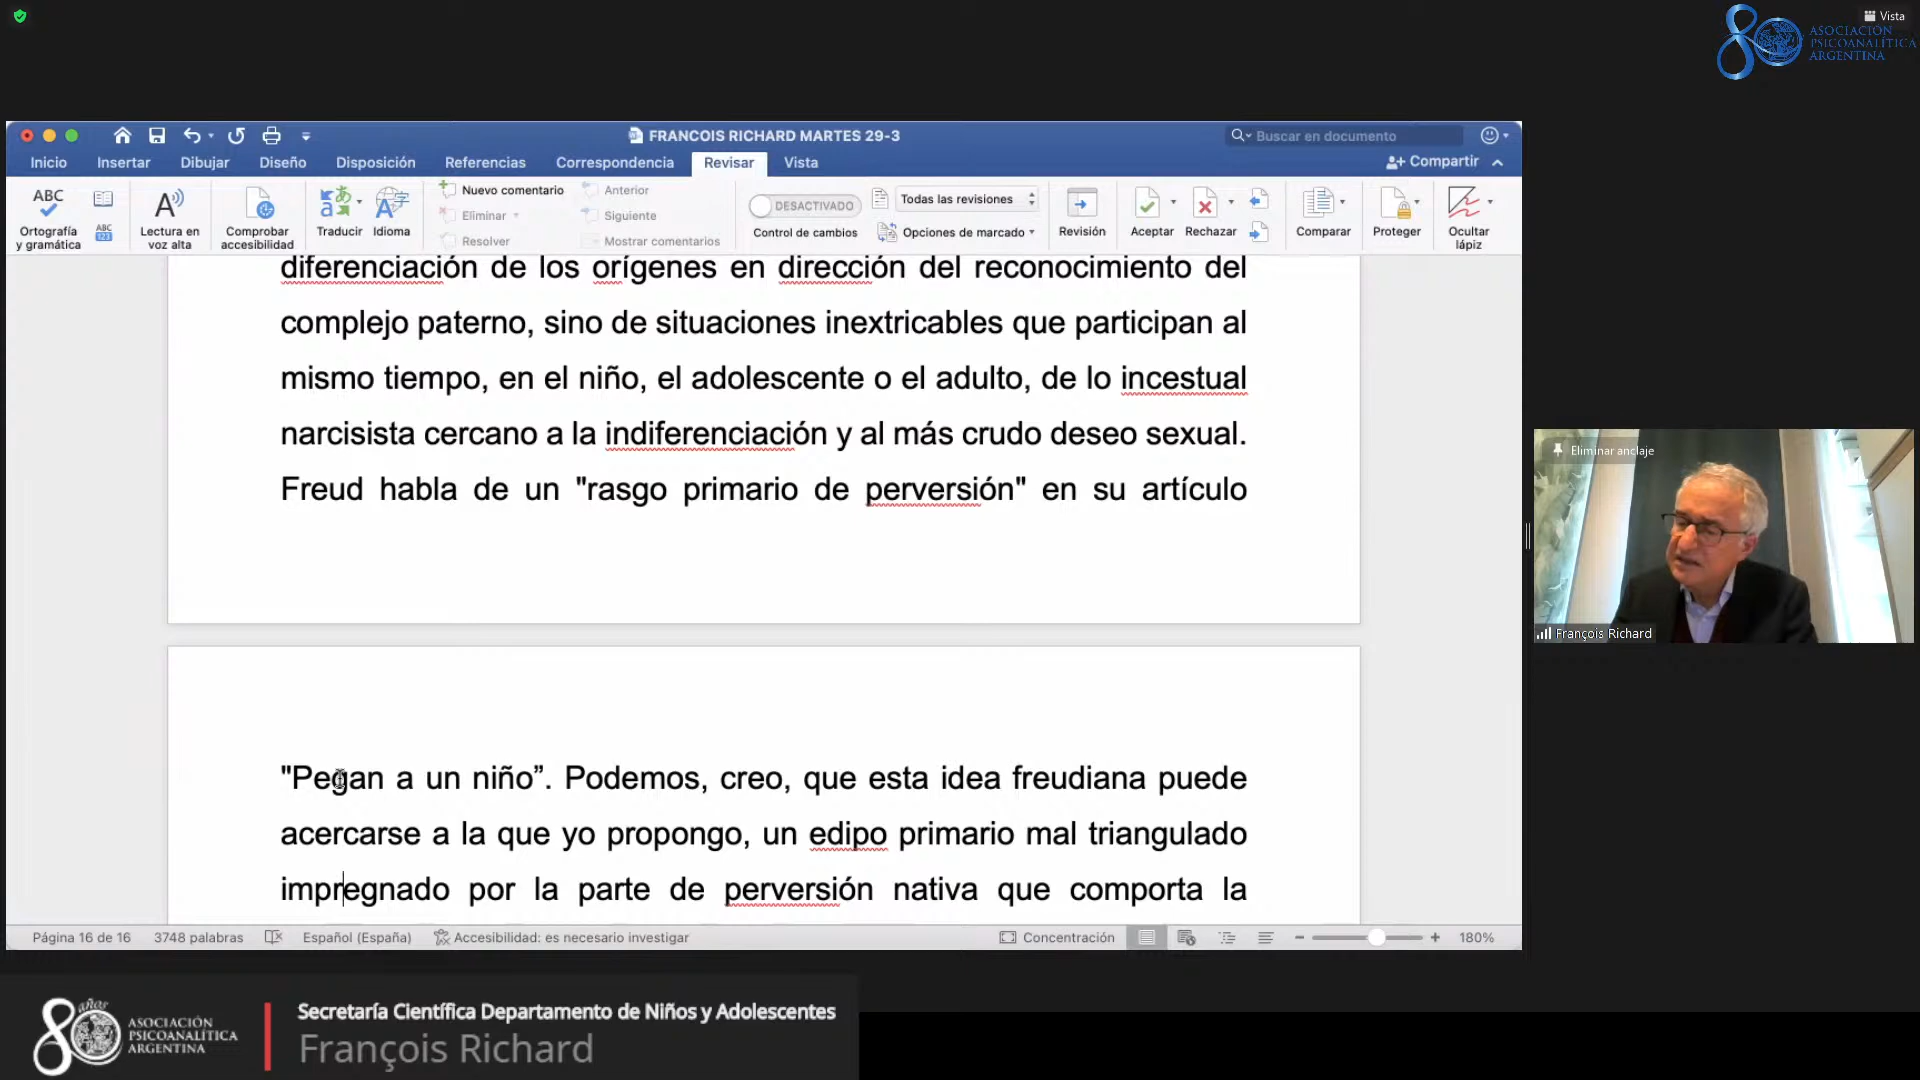 Vista
ASOCIACIÓN
PSICOANALÍTICA
ARGENTINA
FRANCOIS RICHARD MARTES 29-3
Buscar en documento
Inicio
Insertar
Dibujar
Diseño
Disposición
Referencias
Correspondencia
Revisar
Vista
Compartir
ABC
Ortografía
y gramática
ABC
123
Lectura en
voz alta
Comprobar
accesibilidad
Traducir
Idioma
Nuevo comentario
Eliminar
Resolver
Anterior
Siguiente
Mostrar comentarios
DESACTIVADO
Control de cambios
Todas las revisiones
Opciones de marcado
Revisión
Aceptar
Rechazar
Comparar
Proteger
Ocultar
lápiz
diferenciación de los orígenes en dirección del reconocimiento del
complejo paterno, sino de situaciones inextricables que participan al
mismo tiempo, en el niño, el adolescente o el adulto, de lo incestual
narcisista cercano a la indiferenciación y al más crudo deseo sexual.
Freud habla de un "rasgo primario de perversión" en su artículo
"Pegan a un niño”. Podemos, creo, que esta idea freudiana puede
acercarse a la que yo propongo, un edipo primario mal triangulado
impregnado por la parte de perversión nativa que comporta la
Eliminar anclaje
François Richard
Página 16 de 16
3748 palabras
Español (España)
Accesibilidad: es necesario investigar
Concentración
180%
80 años
ASOCIACIÓN
PSICOANALÍTICA
ARGENTINA
Secretaría Científica Departamento de Niños y Adolescentes
François Richard